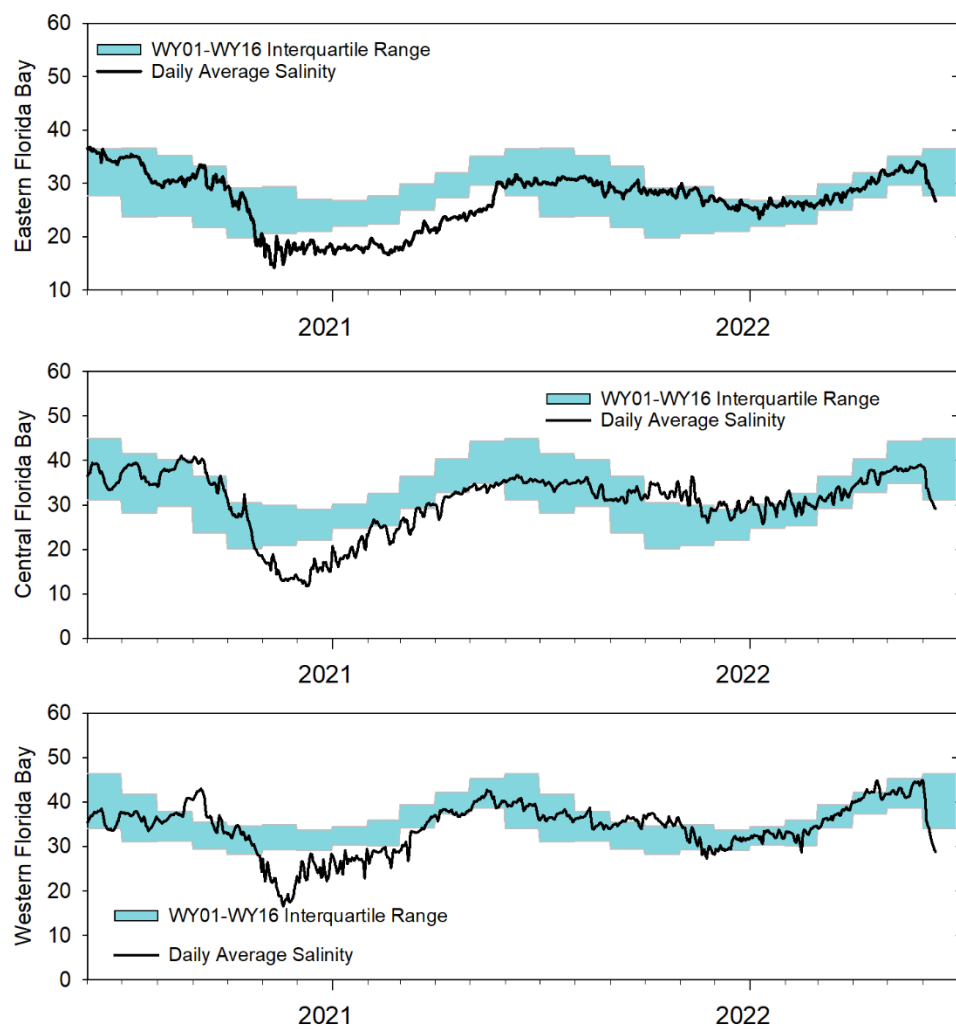 60
WY01-WY16 Interquartile Range
Daily Average Salinity
50
40
30
20
10
Eastern Florida Bay
2021
2022
60
WY01-WY16 Interquartile Range
Daily Average Salinity
50
40
30
20
10
0
Central Florida Bay
2021
2022
60
50
40
30
20
10
0
Western Florida Bay
WY01-WY16 Interquartile Range
Daily Average Salinity
2021
2022